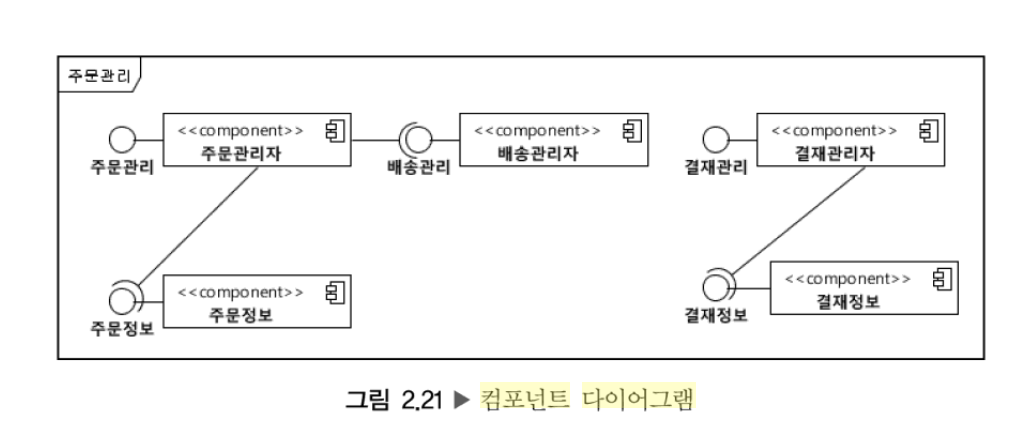 주문관리
<<component>> <<component>> <<component>>
주문관리자 배송관리자 결재관리자
주문관리 배송관리 결재관리
<<component>> <<component>>
주문정보 결재정보
주문정보 결재정보
그림 2.21 ▶ 컴포넌트 다이어그램